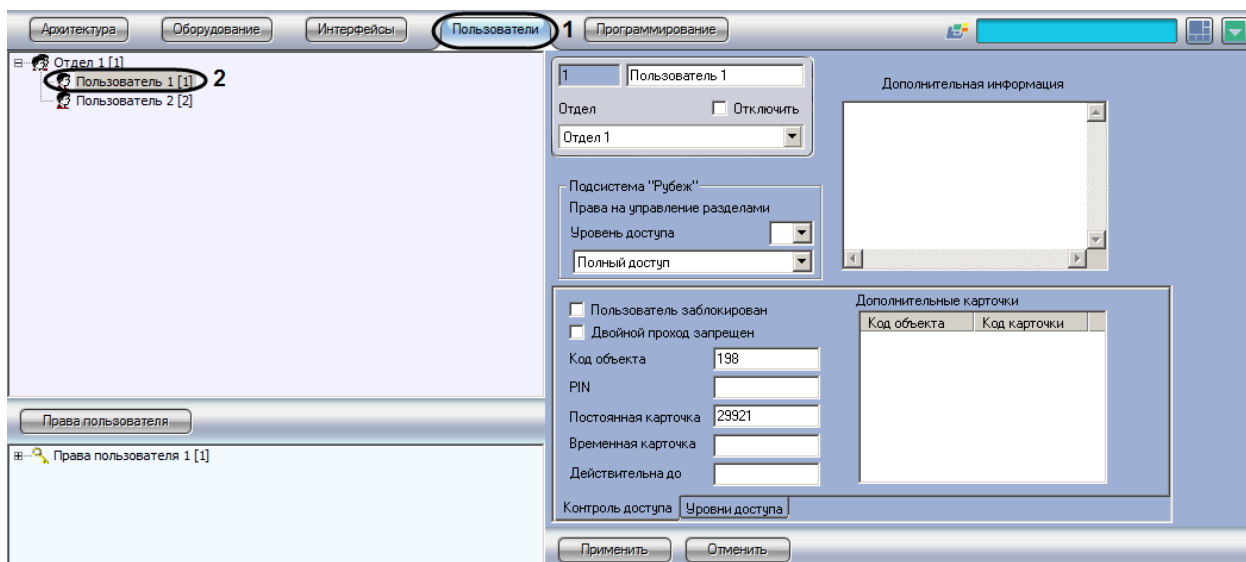 Архитектура Оборудование Интерфейсы Пользователи 1 Программирование
Отдел 1 [1]
Пользователь 1 [1] 2
Пользователь 2 [2]
Права пользователя
Права пользователя 1 [1]
1 Пользователь 1
Отдел Отключить
Отдел 1
Дополнительная информация
Подсистема "Рубеж"
Права на управление разделами
Уровень доступа
Полный доступ
Пользователь заблокирован
Двойной проход запрещен
Код объекта 198
PIN
Постоянная карточка 29921
Временная карточка
Действительна до
Дополнительные карточки
Код объекта Код карточки
Контроль доступа Уровни доступа
Применить Отменить